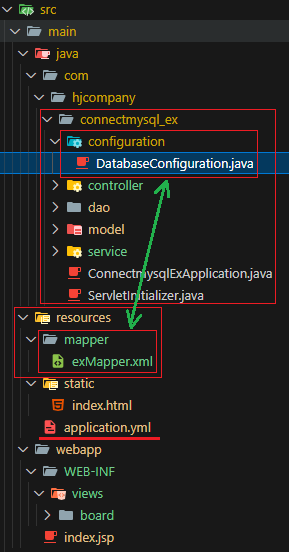 src
main
java
com
hjcompany
connectmysql_ex
configuration
DatabaseConfiguration.java
controller
dao
model
service
ConnectmysqlExApplication.java
ServletInitializer.java
resources
mapper
exMapper.xml
static
index.html
application.yml
webapp
WEB-INF
views
board
index.jsp